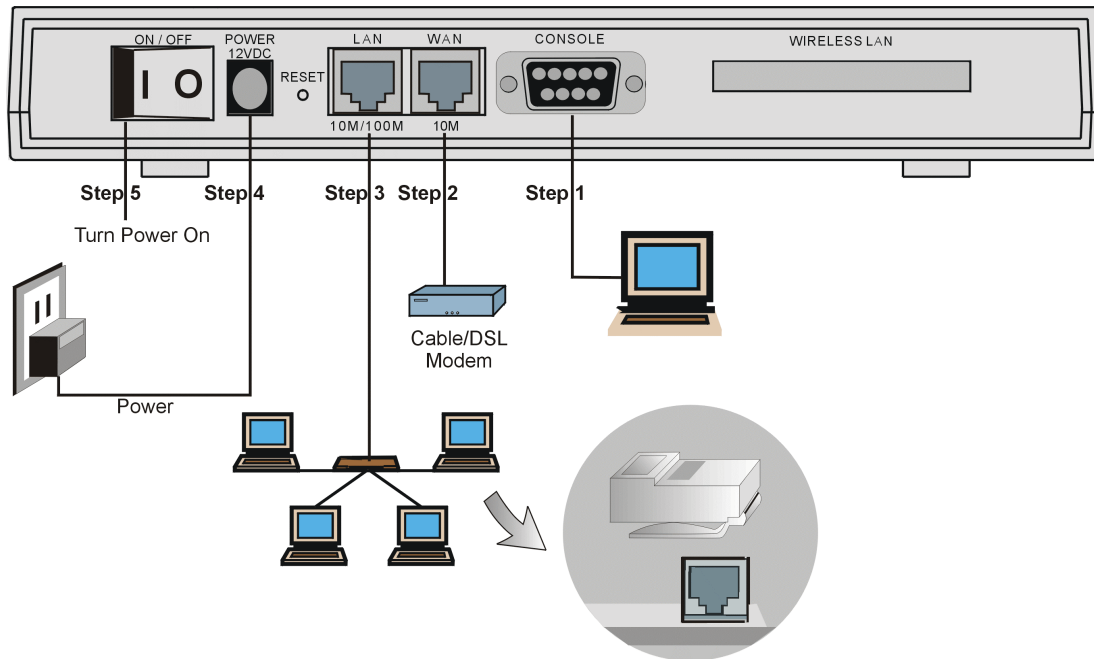 ON / OFF
POWER
12VDC
RESET
LAN
WAN
10M/100M
10M
CONSOLE
WIRELESS LAN
Step 5
Step 4
Step 3
Step 2
Step 1
Turn Power On
Cable/DSL
Modem
Power